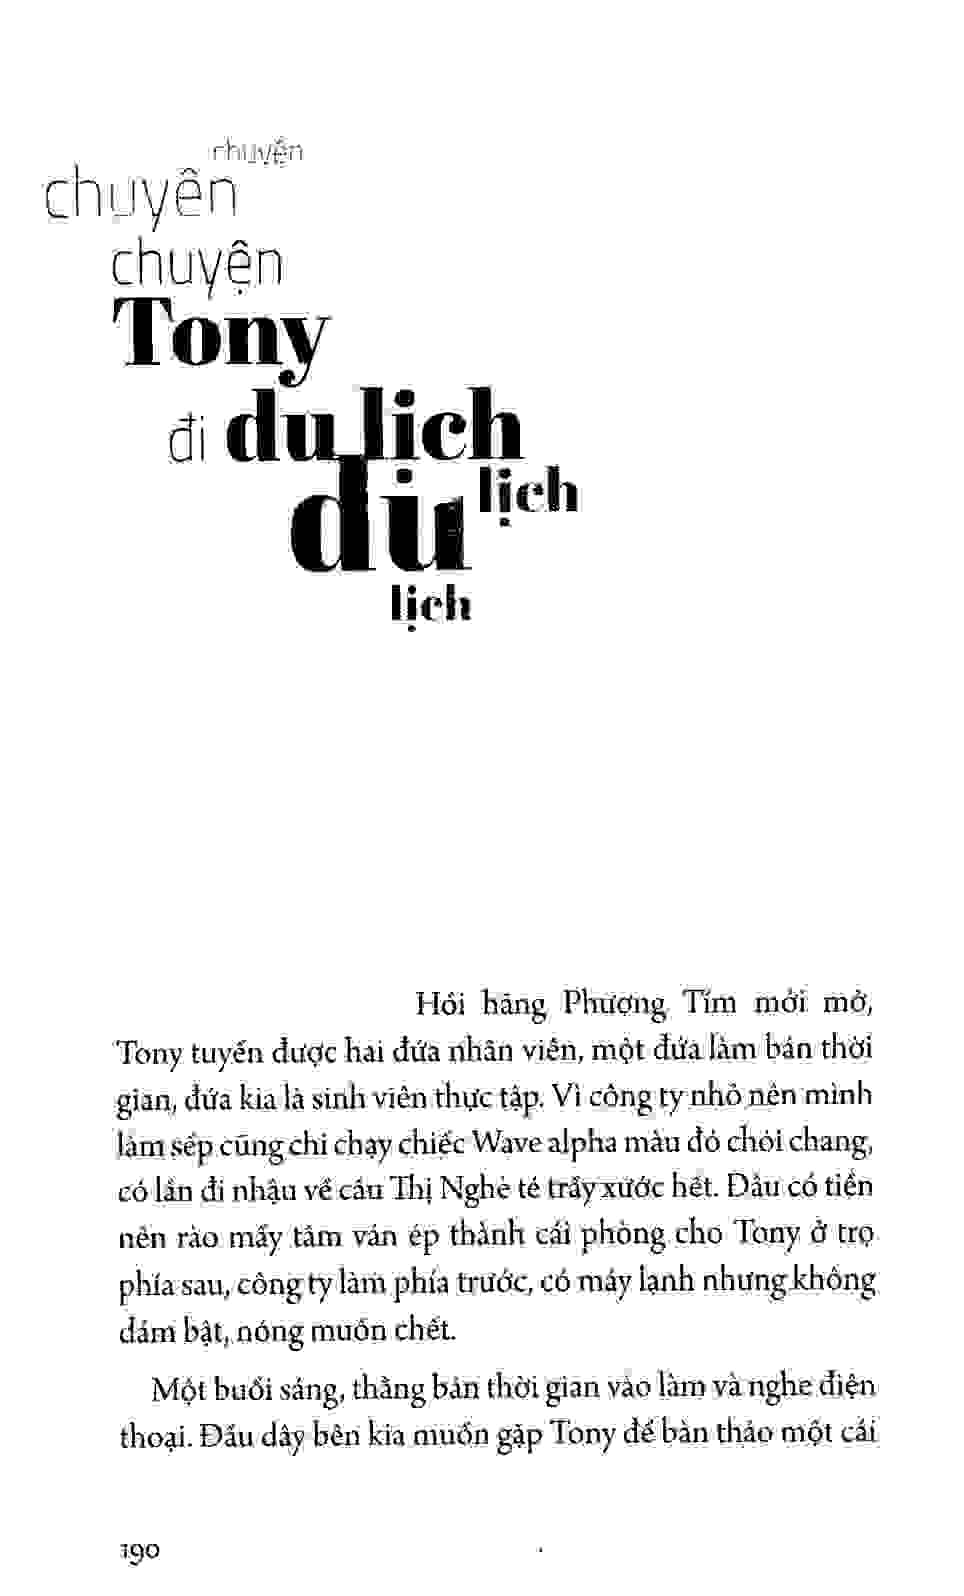 chuyện
chuyện
chuyện
Tony
đi du lịch
du lịch
lịch
Hồi hãng Phượng Tím mới mở,
Tony tuyển được hai đứa nhân viên, một đứa làm bán thời
gian, đứa kia là sinh viên thực tập. Vì công ty nhỏ nên mình
làm sếp cũng chỉ chạy chiếc Wave alpha màu đỏ chói chang,
có lần đi nhậu về cầu Thị Nghè té trầy xước hết. Đâu có tiền
nên rào mấy tấm ván ép thành cái phòng cho Tony ở trọ
phía sau, công ty làm phía trước, có máy lạnh nhưng không
dám bật, nóng muốn chết.
Một buổi sáng, thằng bán thời gian vào làm và nghe điện
thoại. Đầu dây bên kia muốn gặp Tony để bàn thảo một cái
190